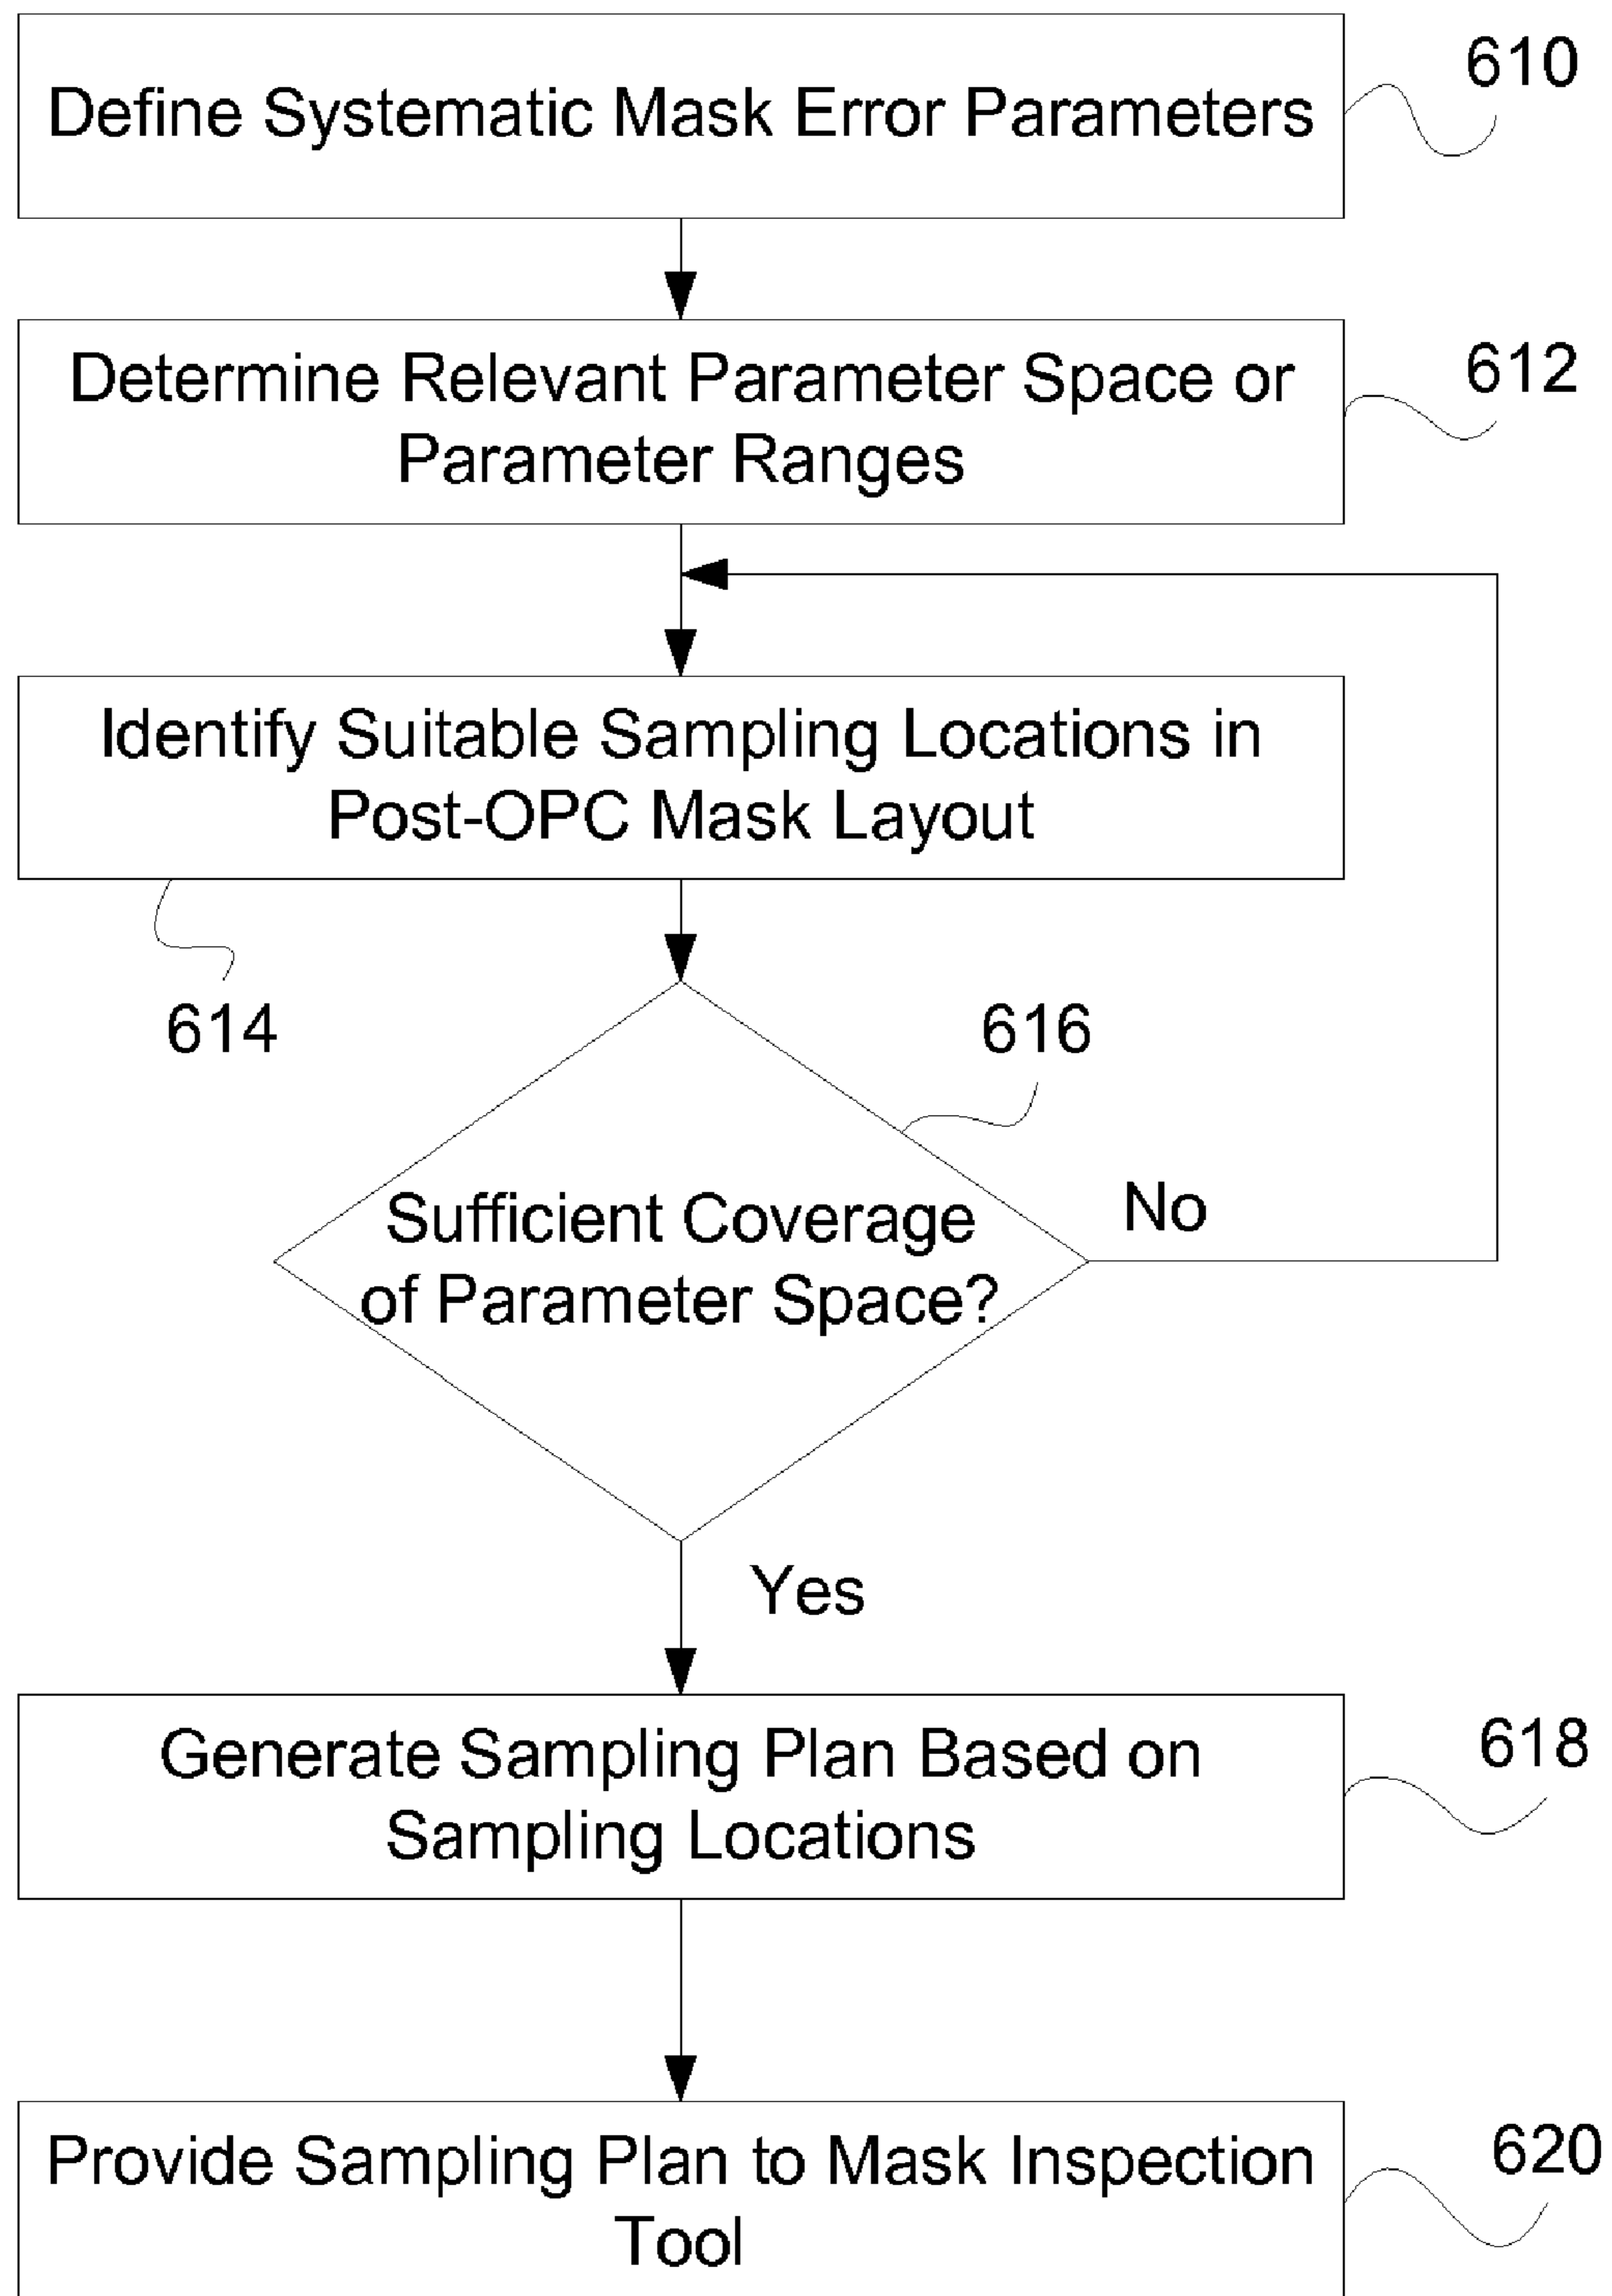 Define Systematic Mask Error Parameters
610
Determine Relevant Parameter Space or
Parameter Ranges
612
Identify Suitable Sampling Locations in
Post-OPC Mask Layout
614
616
Sufficient Coverage
of Parameter Space?
No
Yes
Generate Sampling Plan Based on
Sampling Locations
618
Provide Sampling Plan to Mask Inspection
Tool
620